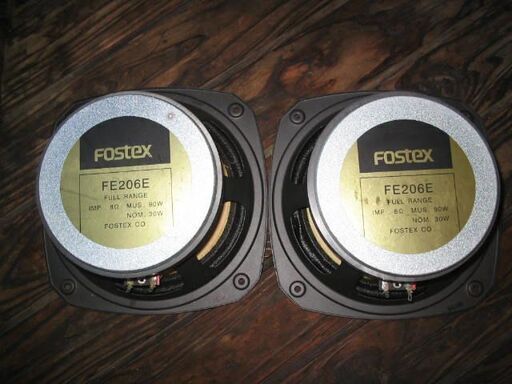 Fostex
FE206E
FULL RANGE
IMP. 8Ω MUS. 90W
NOM. 30W
FOSTEX CO
Fostex
FE206E
FULL RANGE
IMP. 8Ω MUS. 90W
NOM. 30W
FOSTEX CO